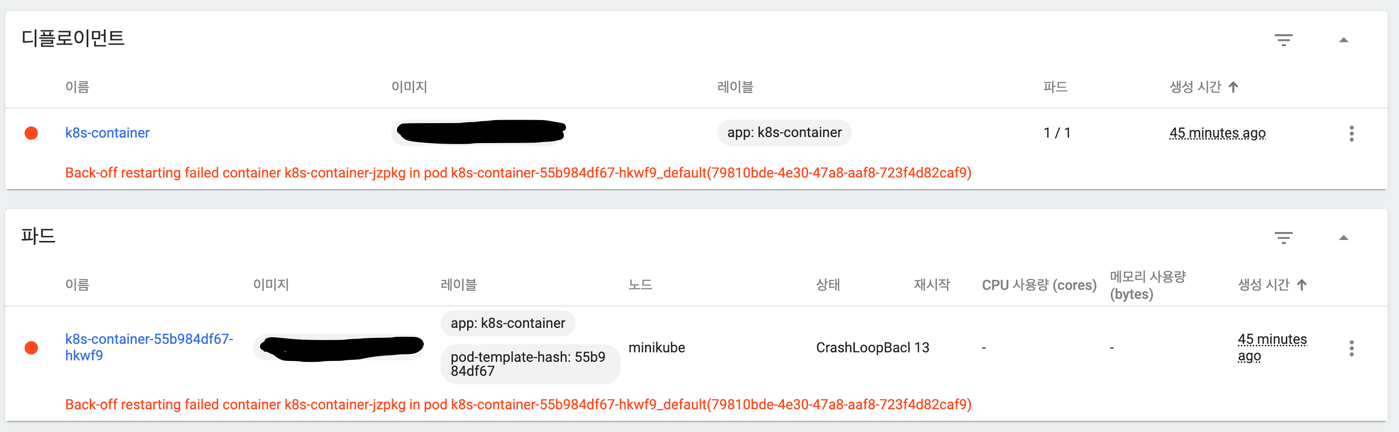 디플로이먼트
이름 이미지 레이블 파드 생성 시간
k8s-container app: k8s-container 1 / 1 45 minutes ago
Back-off restarting failed container k8s-container-jzpkg in pod k8s-container-55b984df67-hkwf9_default(79810bde-4e30-47a8-aaf8-723f4d82caf9)
파드
이름 이미지 레이블 노드 상태 재시작 CPU 사용량 (cores) 메모리 사용량
(bytes) 생성 시간
app: k8s-container
k8s-container-55b984df67-
hkwf9
pod-template-hash: 55b9
84df67
minikube CrashLoopBacl 13 - - 45 minutes
ago
Back-off restarting failed container k8s-container-jzpkg in pod k8s-container-55b984df67-hkwf9_default(79810bde-4e30-47a8-aaf8-723f4d82caf9)